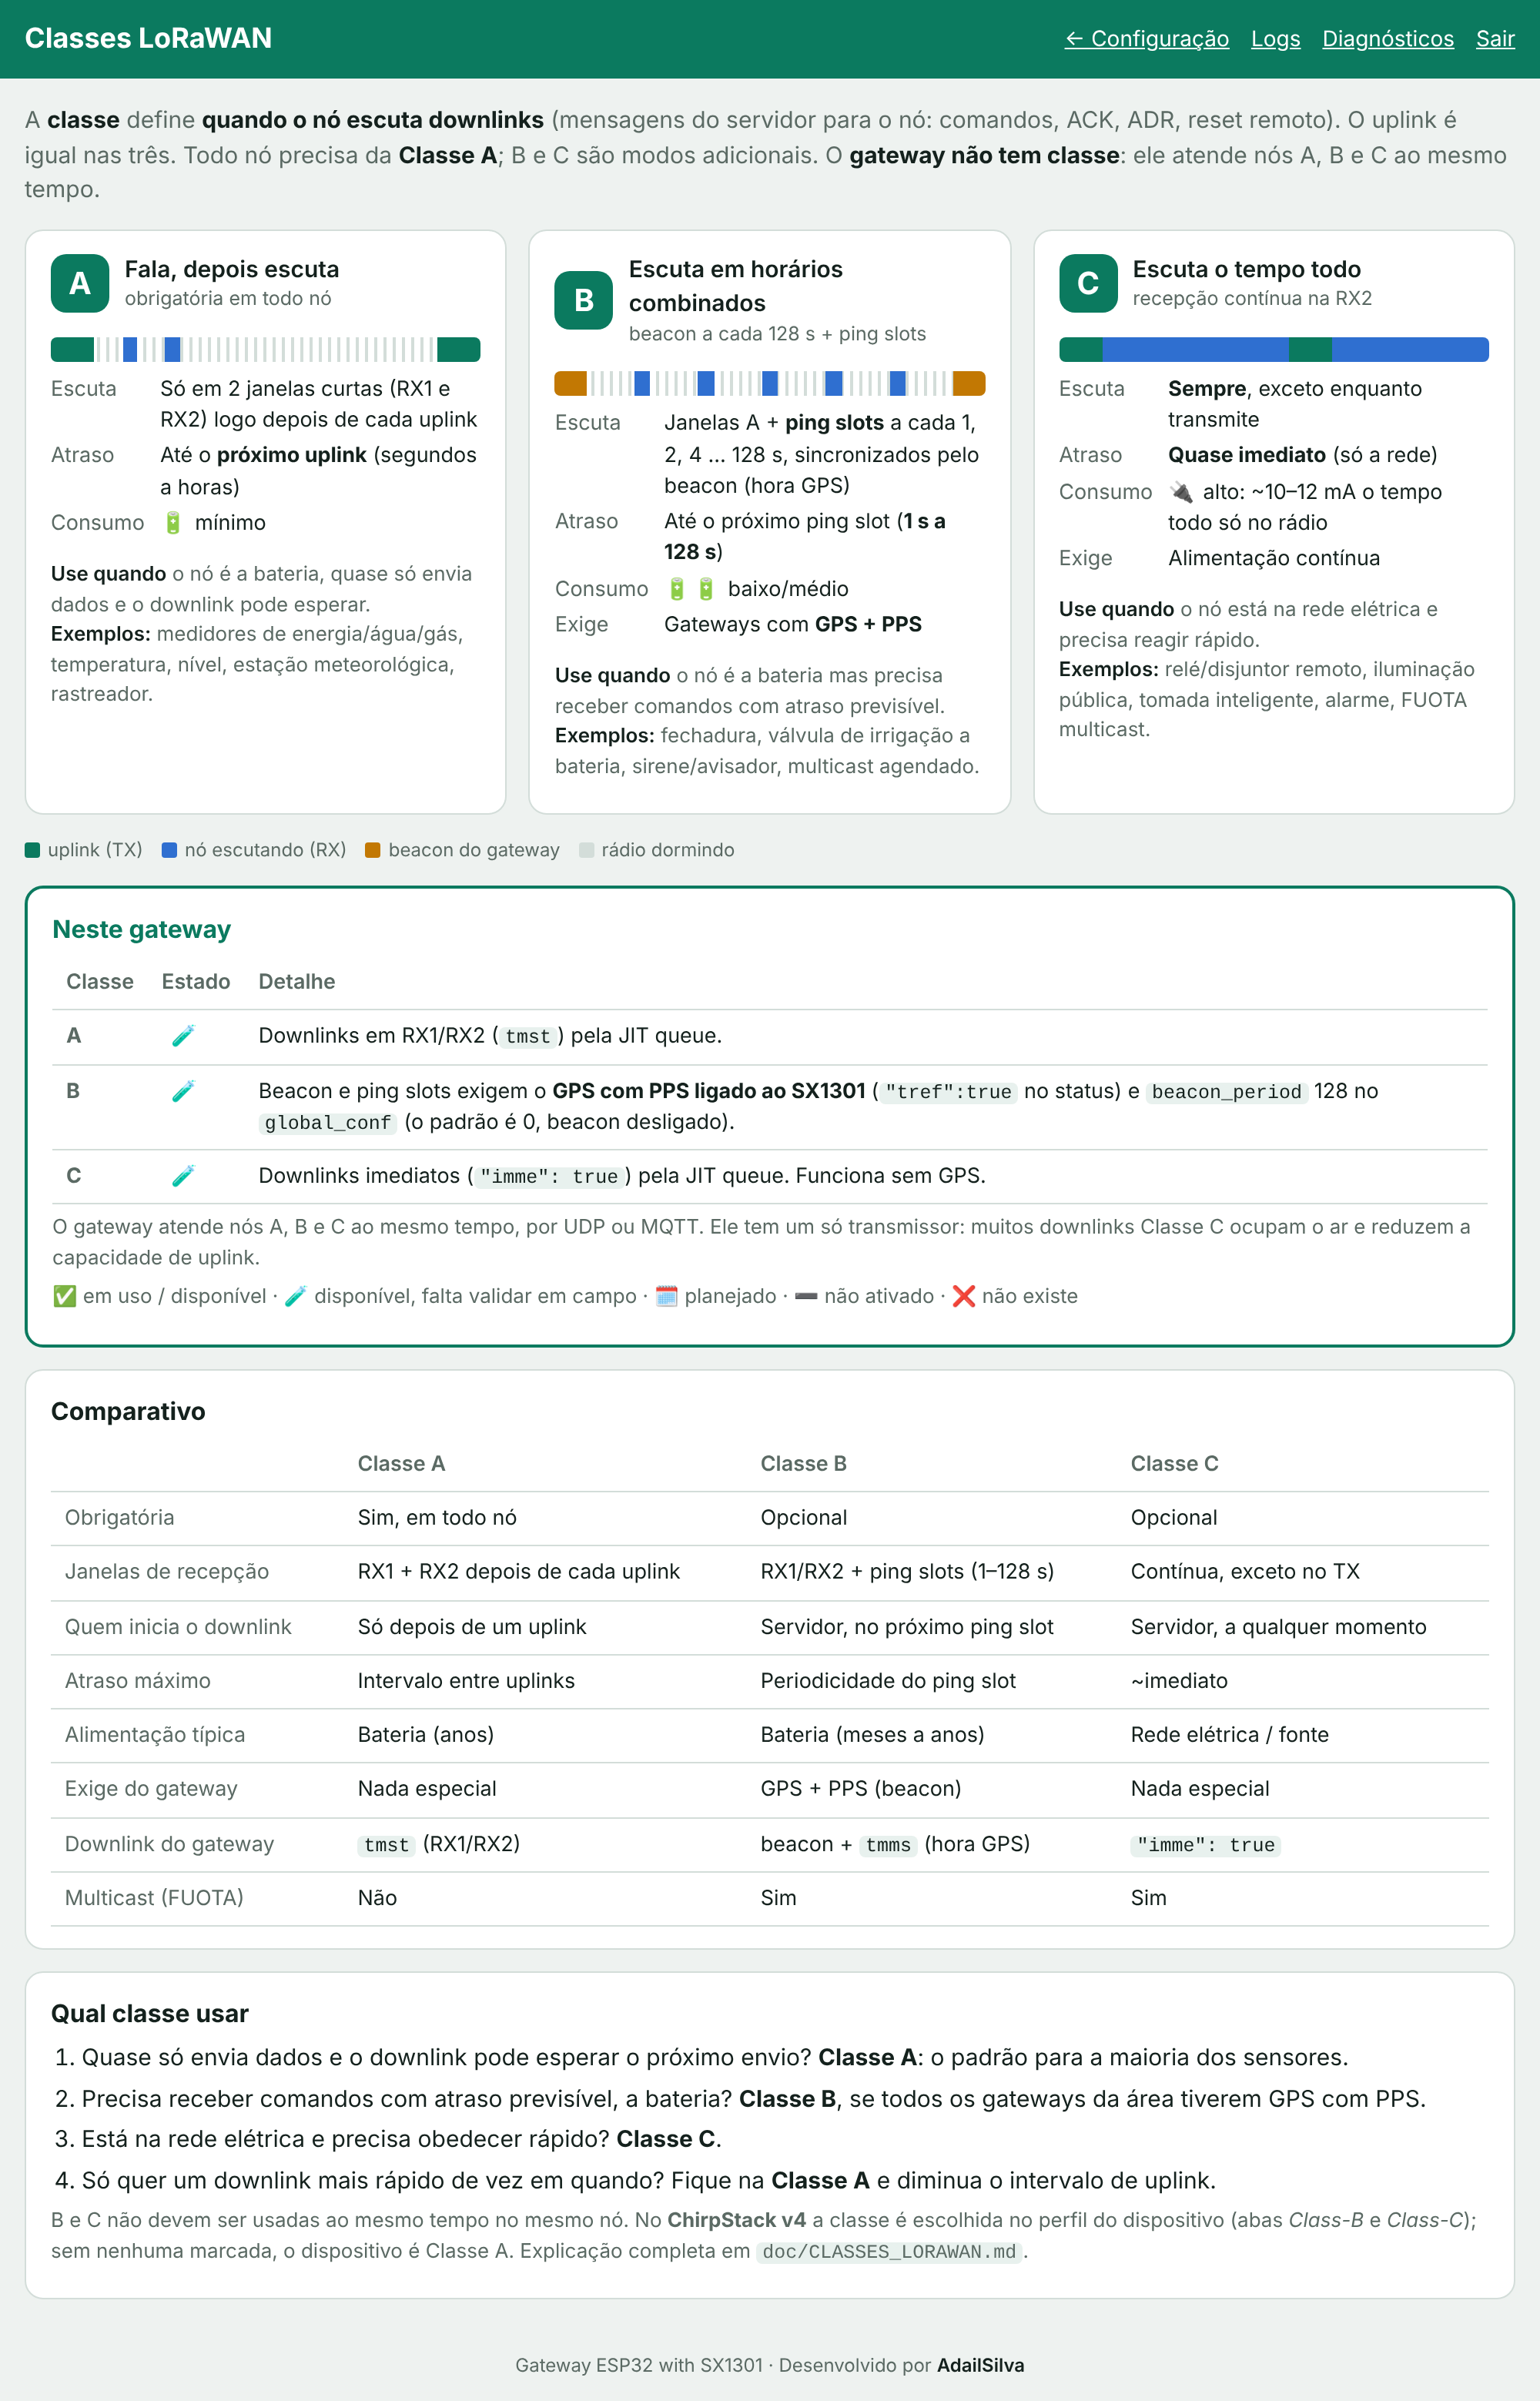 Classes LoRaWAN
← Configuração Logs Diagnósticos Sair
A classe define quando o nó escuta downlinks (mensagens do servidor para o nó: comandos, ACK, ADR, reset remoto). O uplink é
igual nas três. Todo nó precisa da Classe A; B e C são modos adicionais. O gateway não tem classe: ele atende nós A, B e C ao mesmo
tempo.
A
Fala, depois escuta
obrigatória em todo nó
Escuta Só em 2 janelas curtas (RX1 e
RX2) logo depois de cada uplink
Atraso Até o próximo uplink (segundos
a horas)
Consumo 🔋 mínimo
Use quando o nó é a bateria, quase só envia
dados e o downlink pode esperar.
Exemplos: medidores de energia/água/gás,
temperatura, nível, estação meteorológica,
rastreador.
B
Escuta em horários
combinados
beacon a cada 128 s + ping slots
Escuta Janelas A + ping slots a cada 1,
2, 4 … 128 s, sincronizados pelo
beacon (hora GPS)
Atraso Até o próximo ping slot (1 s a
128 s)
Consumo 🔋🔋 baixo/médio
Exige Gateways com GPS + PPS
Use quando o nó é a bateria mas precisa
receber comandos com atraso previsível.
Exemplos: fechadura, válvula de irrigação a
bateria, sirene/avisador, multicast agendado.
C
Escuta o tempo todo
recepção contínua na RX2
Escuta Sempre, exceto enquanto
transmite
Atraso Quase imediato (só a rede)
Consumo 🔌 alto: ~10–12 mA o tempo
todo só no rádio
Exige Alimentação contínua
Use quando o nó está na rede elétrica e
precisa reagir rápido.
Exemplos: relé/disjuntor remoto, iluminação
pública, tomada inteligente, alarme, FUOTA
multicast.
uplink (TX) nó escutando (RX) beacon do gateway rádio dormindo
Neste gateway
Classe Estado Detalhe
A 🧪 Downlinks em RX1/RX2 (tmst) pela JIT queue.
B 🧪 Beacon e ping slots exigem o GPS com PPS ligado ao SX1301 ("tref":true no status) e beacon_period 128 no
global_conf (o padrão é 0, beacon desligado).
C 🧪 Downlinks imediatos ("imme": true) pela JIT queue. Funciona sem GPS.
O gateway atende nós A, B e C ao mesmo tempo, por UDP ou MQTT. Ele tem um só transmissor: muitos downlinks Classe C ocupam o ar e reduzem a
capacidade de uplink.
✅ em uso / disponível · 🧪 disponível, falta validar em campo · 🗓️ planejado · ➖ não ativado · ❌ não existe
Comparativo
Classe A Classe B Classe C
Obrigatória Sim, em todo nó Opcional Opcional
Janelas de recepção RX1 + RX2 depois de cada uplink RX1/RX2 + ping slots (1–128 s) Contínua, exceto no TX
Quem inicia o downlink Só depois de um uplink Servidor, no próximo ping slot Servidor, a qualquer momento
Atraso máximo Intervalo entre uplinks Periodicidade do ping slot ~imediato
Alimentação típica Bateria (anos) Bateria (meses a anos) Rede elétrica / fonte
Exige do gateway Nada especial GPS + PPS (beacon) Nada especial
Downlink do gateway tmst (RX1/RX2) beacon + tmms (hora GPS) "imme": true
Multicast (FUOTA) Não Sim Sim
Qual classe usar
1. Quase só envia dados e o downlink pode esperar o próximo envio? Classe A: o padrão para a maioria dos sensores.
2. Precisa receber comandos com atraso previsível, a bateria? Classe B, se todos os gateways da área tiverem GPS com PPS.
3. Está na rede elétrica e precisa obedecer rápido? Classe C.
4. Só quer um downlink mais rápido de vez em quando? Fique na Classe A e diminua o intervalo de uplink.
B e C não devem ser usadas ao mesmo tempo no mesmo nó. No ChirpStack v4 a classe é escolhida no perfil do dispositivo (abas Class-B e Class-C);
sem nenhuma marcada, o dispositivo é Classe A. Explicação completa em doc/CLASSES_LORAWAN.md.
Gateway ESP32 with SX1301 · Desenvolvido por AdailSilva